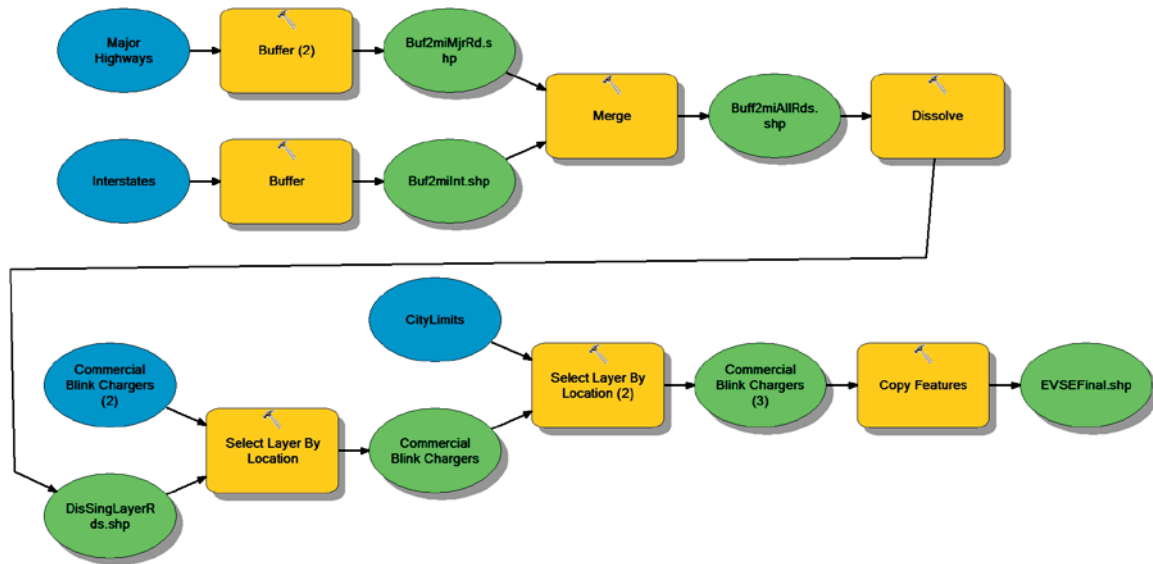 Major
Highways
Buffer (2)
Buf2miMjrRd.s
hp
Merge
Buff2miAllRds.
shp
Dissolve
Interstates
Buffer
Buf2miInt.shp
CityLimits
Commercial
Blink Chargers
(2)
Select Layer By
Location (2)
Commercial
Blink Chargers
(3)
Copy Features
EVSEFinal.shp
Select Layer By
Location
Commercial
Blink Chargers
DisSingLayerR
ds.shp